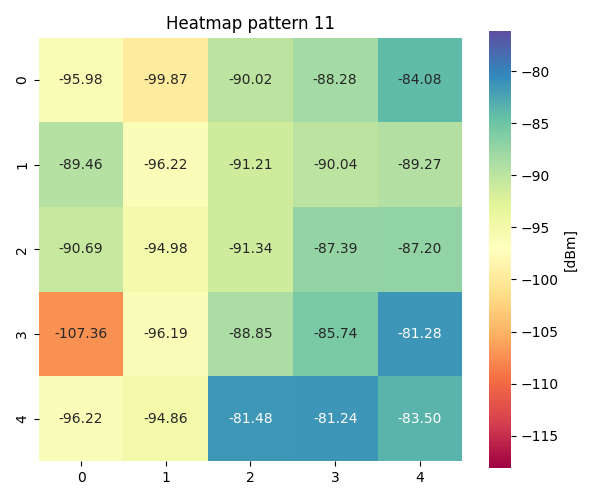 Heatmap pattern 11
0 -95.98 -99.87 -90.02 -88.28 -84.08
1 -89.46 -96.22 -91.21 -90.04 -89.27
2 -90.69 -94.98 -91.34 -87.39 -87.20
3 -107.36 -96.19 -88.85 -85.74 -81.28
4 -96.22 -94.86 -81.48 -81.24 -83.50
0 1 2 3 4
−80
−85
−90
−95
−100
−105
−110
−115
[dBm]